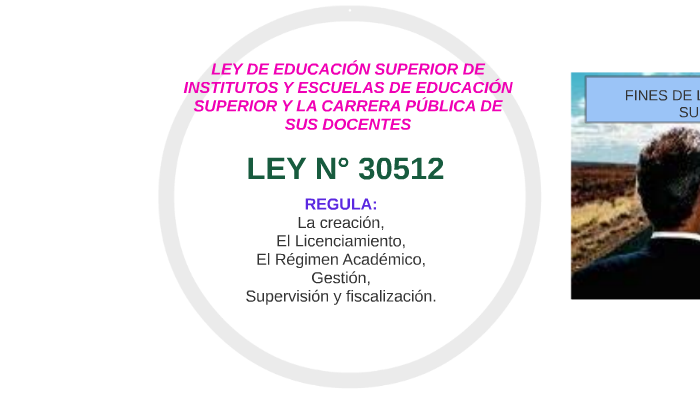 LEY DE EDUCACIÓN SUPERIOR DE
INSTITUTOS Y ESCUELAS DE EDUCACIÓN
SUPERIOR Y LA CARRERA PÚBLICA DE
SUS DOCENTES
LEY N° 30512
REGULA:
La creación,
El Licenciamiento,
El Régimen Académico,
Gestión,
Supervisión y fiscalización.
FINES DE